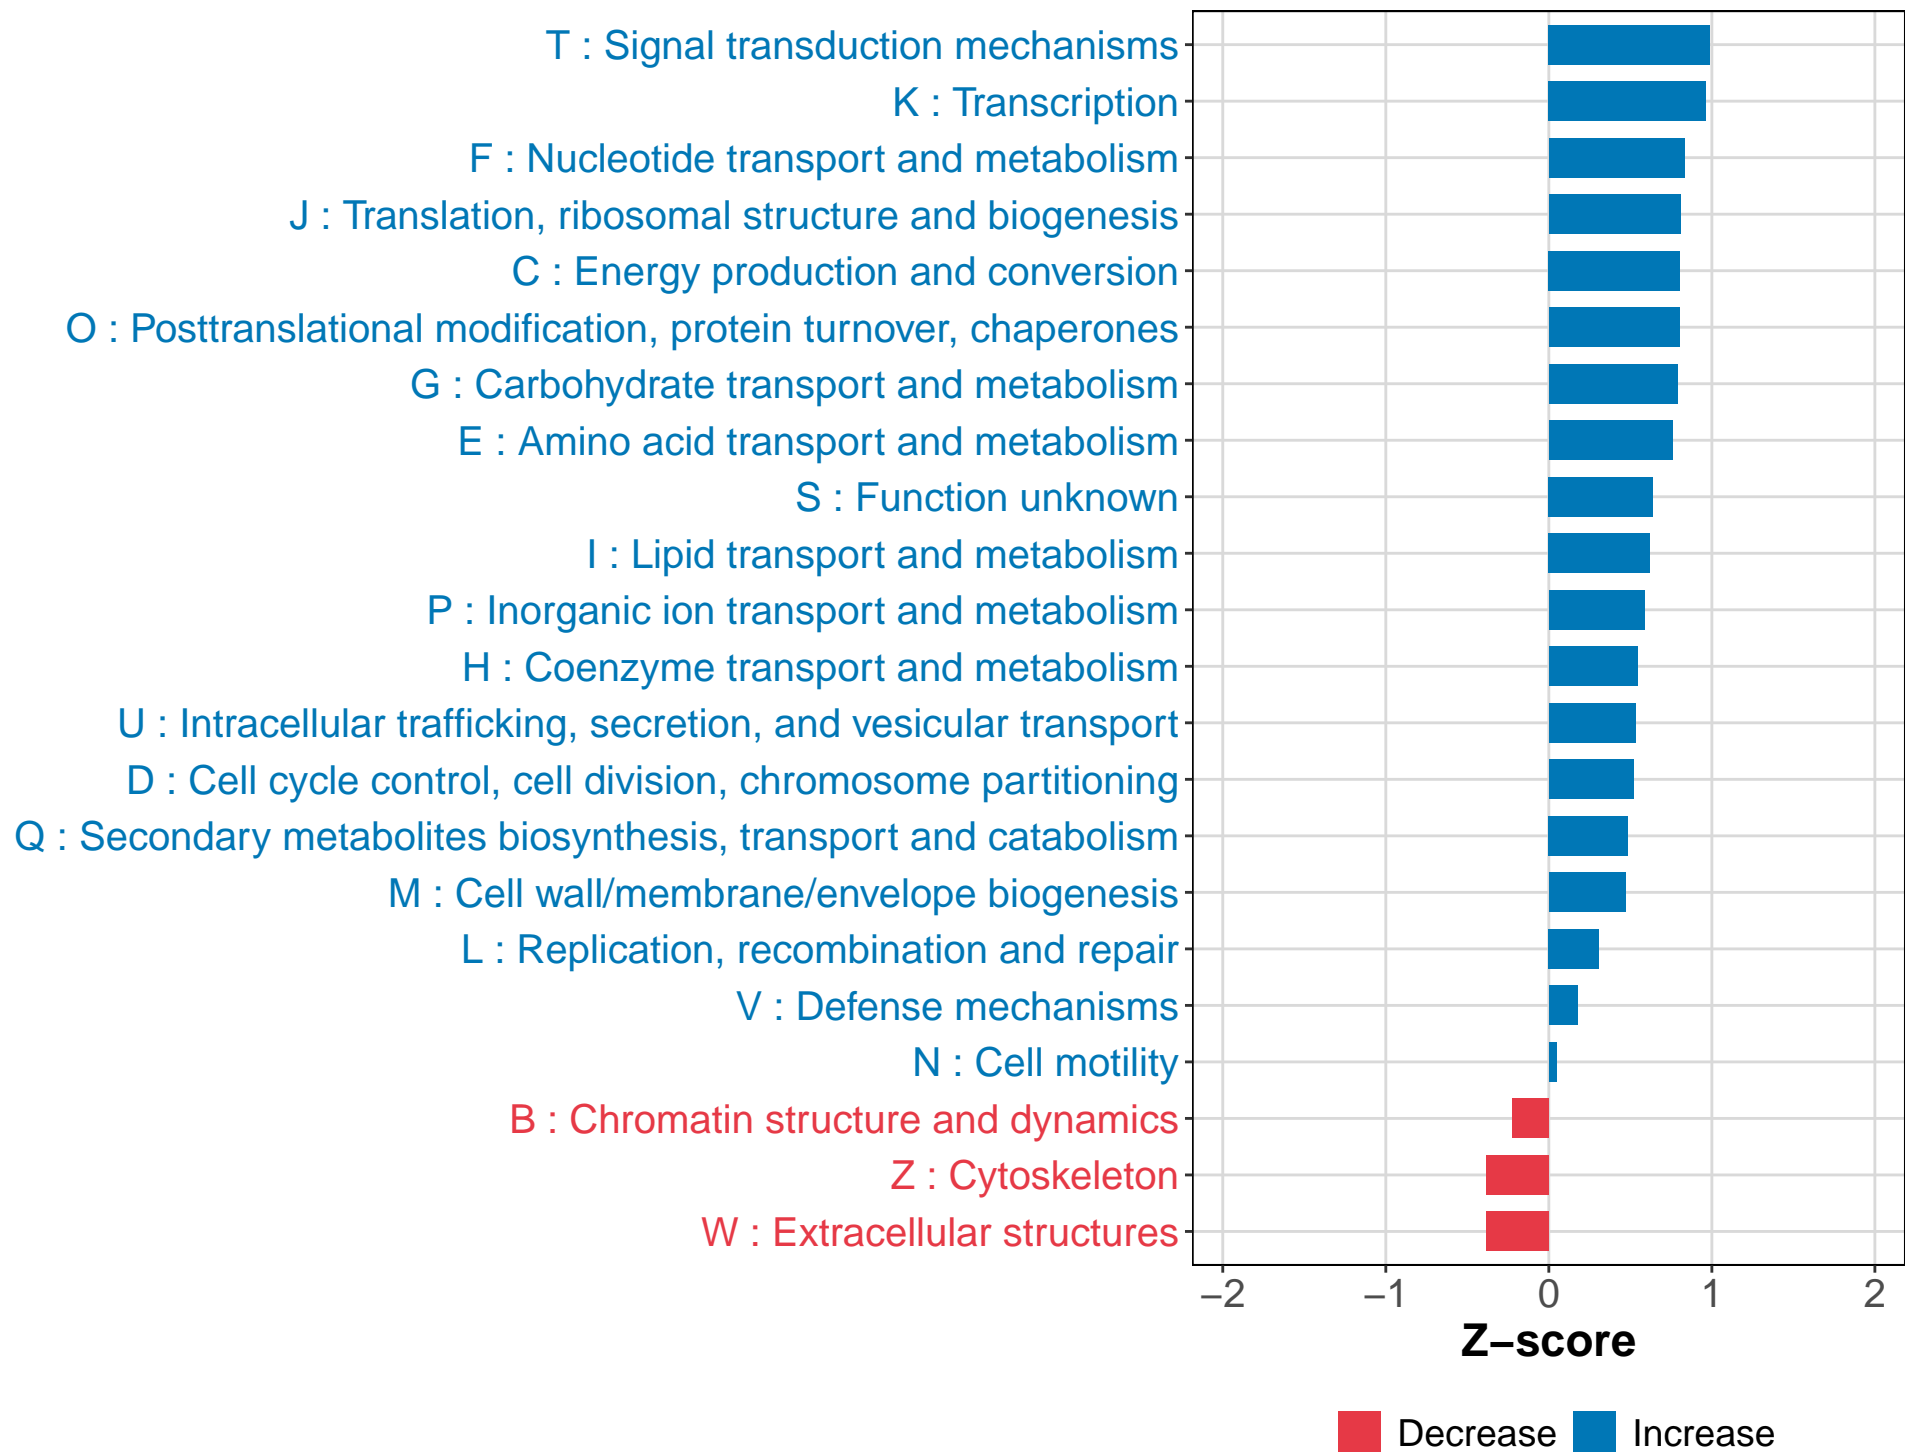 T : Signal transduction mechanisms
K : Transcription
F : Nucleotide transport and metabolism
J : Translation, ribosomal structure and biogenesis
C : Energy production and conversion
O : Posttranslational modification, protein turnover, chaperones
G : Carbohydrate transport and metabolism
E : Amino acid transport and metabolism
S : Function unknown
I : Lipid transport and metabolism
P : Inorganic ion transport and metabolism
H : Coenzyme transport and metabolism
U : Intracellular trafficking, secretion, and vesicular transport
D : Cell cycle control, cell division, chromosome partitioning
Q : Secondary metabolites biosynthesis, transport and catabolism
M : Cell wall/membrane/envelope biogenesis
L : Replication, recombination and repair
V : Defense mechanisms
N : Cell motility
B : Chromatin structure and dynamics
Z : Cytoskeleton
W : Extracellular structures
−2 −1 0 1 2
Z−score
Decrease Increase